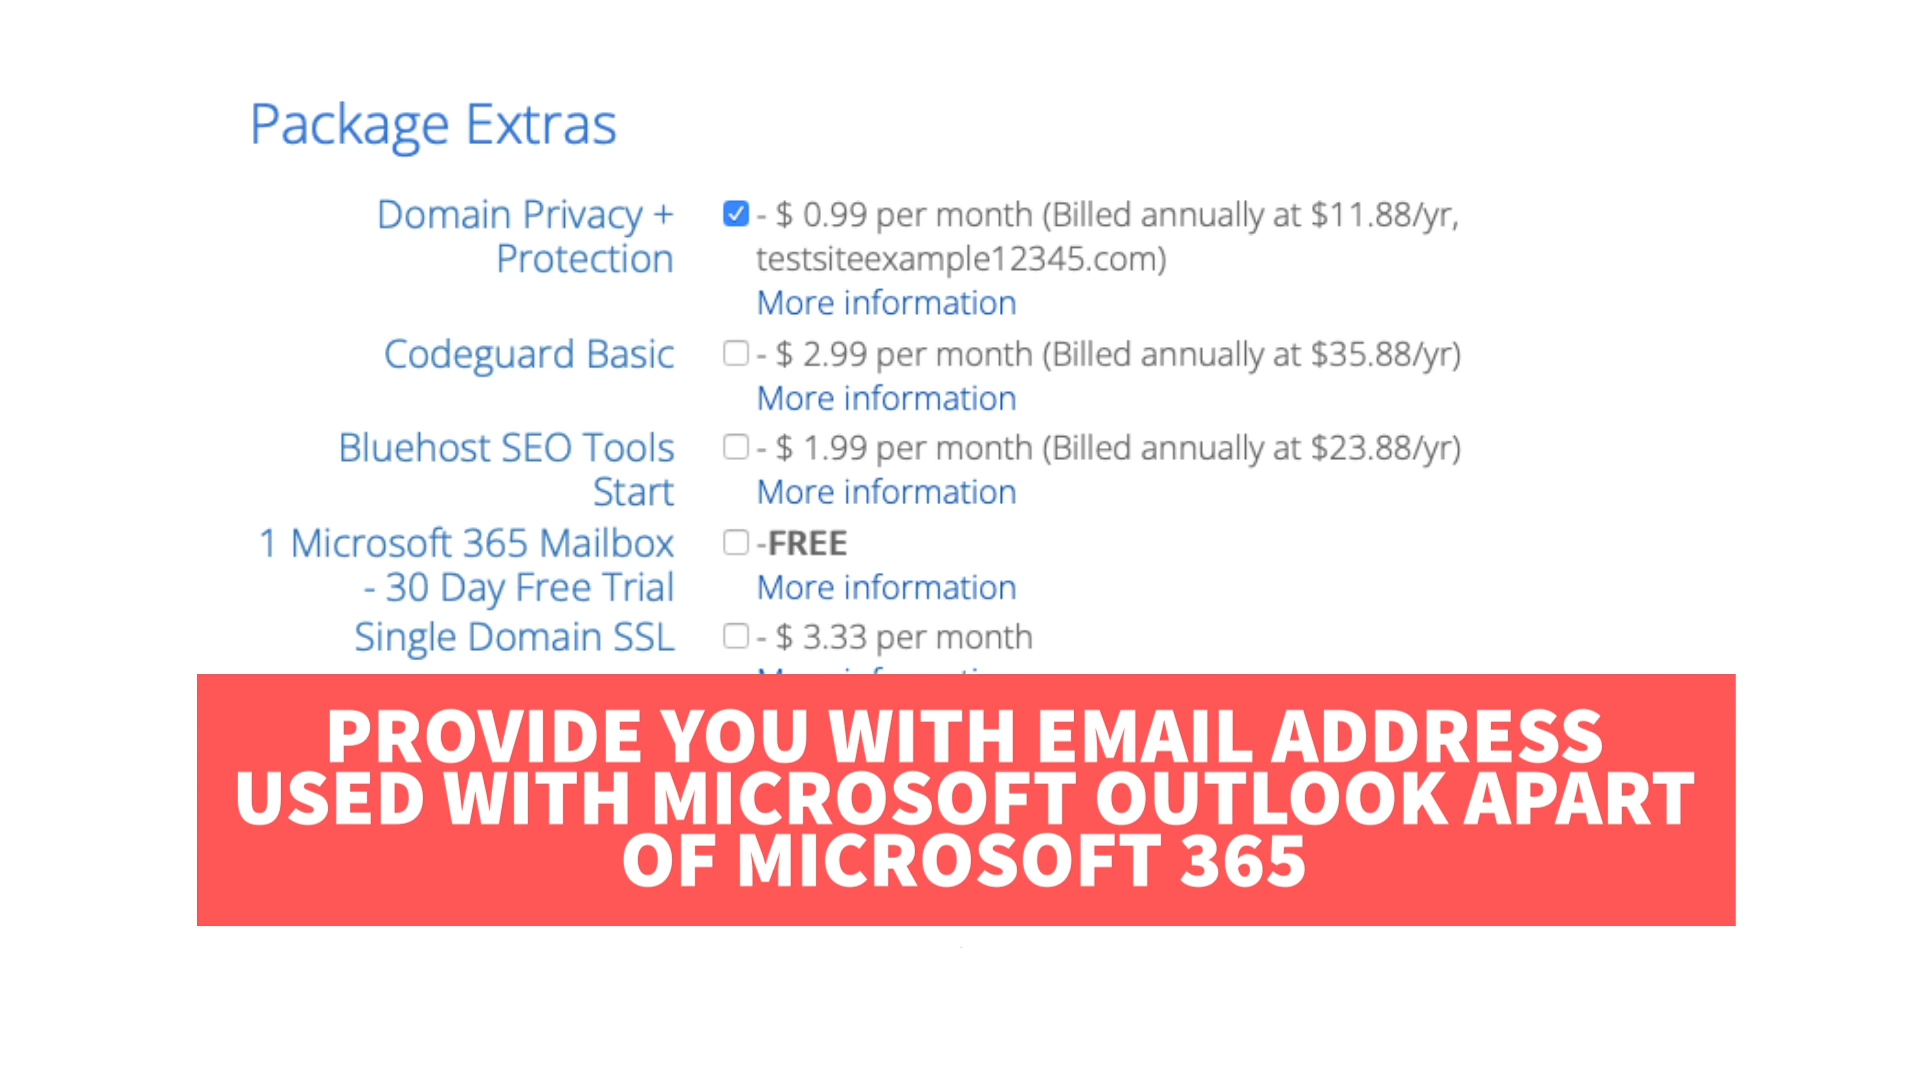 Package Extras
Domain Privacy + Protection
- $ 0.99 per month (Billed annually at $11.88/yr,
testsiteexample12345.com)
More information
Codeguard Basic
- $ 2.99 per month (Billed annually at $35.88/yr)
More information
Bluehost SEO Tools Start
- $ 1.99 per month (Billed annually at $23.88/yr)
More information
1 Microsoft 365 Mailbox - 30 Day Free Trial
-FREE
More information
Single Domain SSL
- $ 3.33 per month
PROVIDE YOU WITH EMAIL ADDRESS
USED WITH MICROSOFT OUTLOOK APART
OF MICROSOFT 365